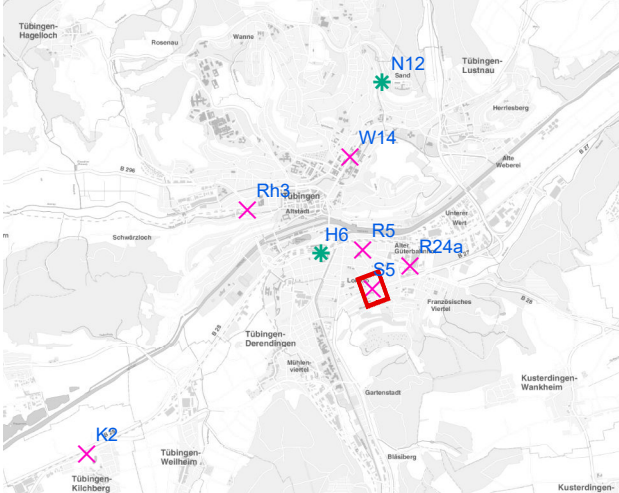 Tübingen-
Hagelloch
Rosenau
Wanne
N12
Sand
Tübingen-
Lustnau
Herrlesberg
W14
Alte
Weberei
B 27
B 296
Rh3
Tübingen
Altstadt
Unterer
Wert
Schwärzloch
H6
R5
Alter
R24a
B 27
S5
Französisches
Viertel
B 28
B 28
Tübingen-
Derendingen
Mühlen-
viertel
Gartenstadt
Kusterdingen-
Wankheim
K2
Tübingen-
Weilheim
Bläsiberg
Tübingen-
Kilchberg
Kusterdingen-